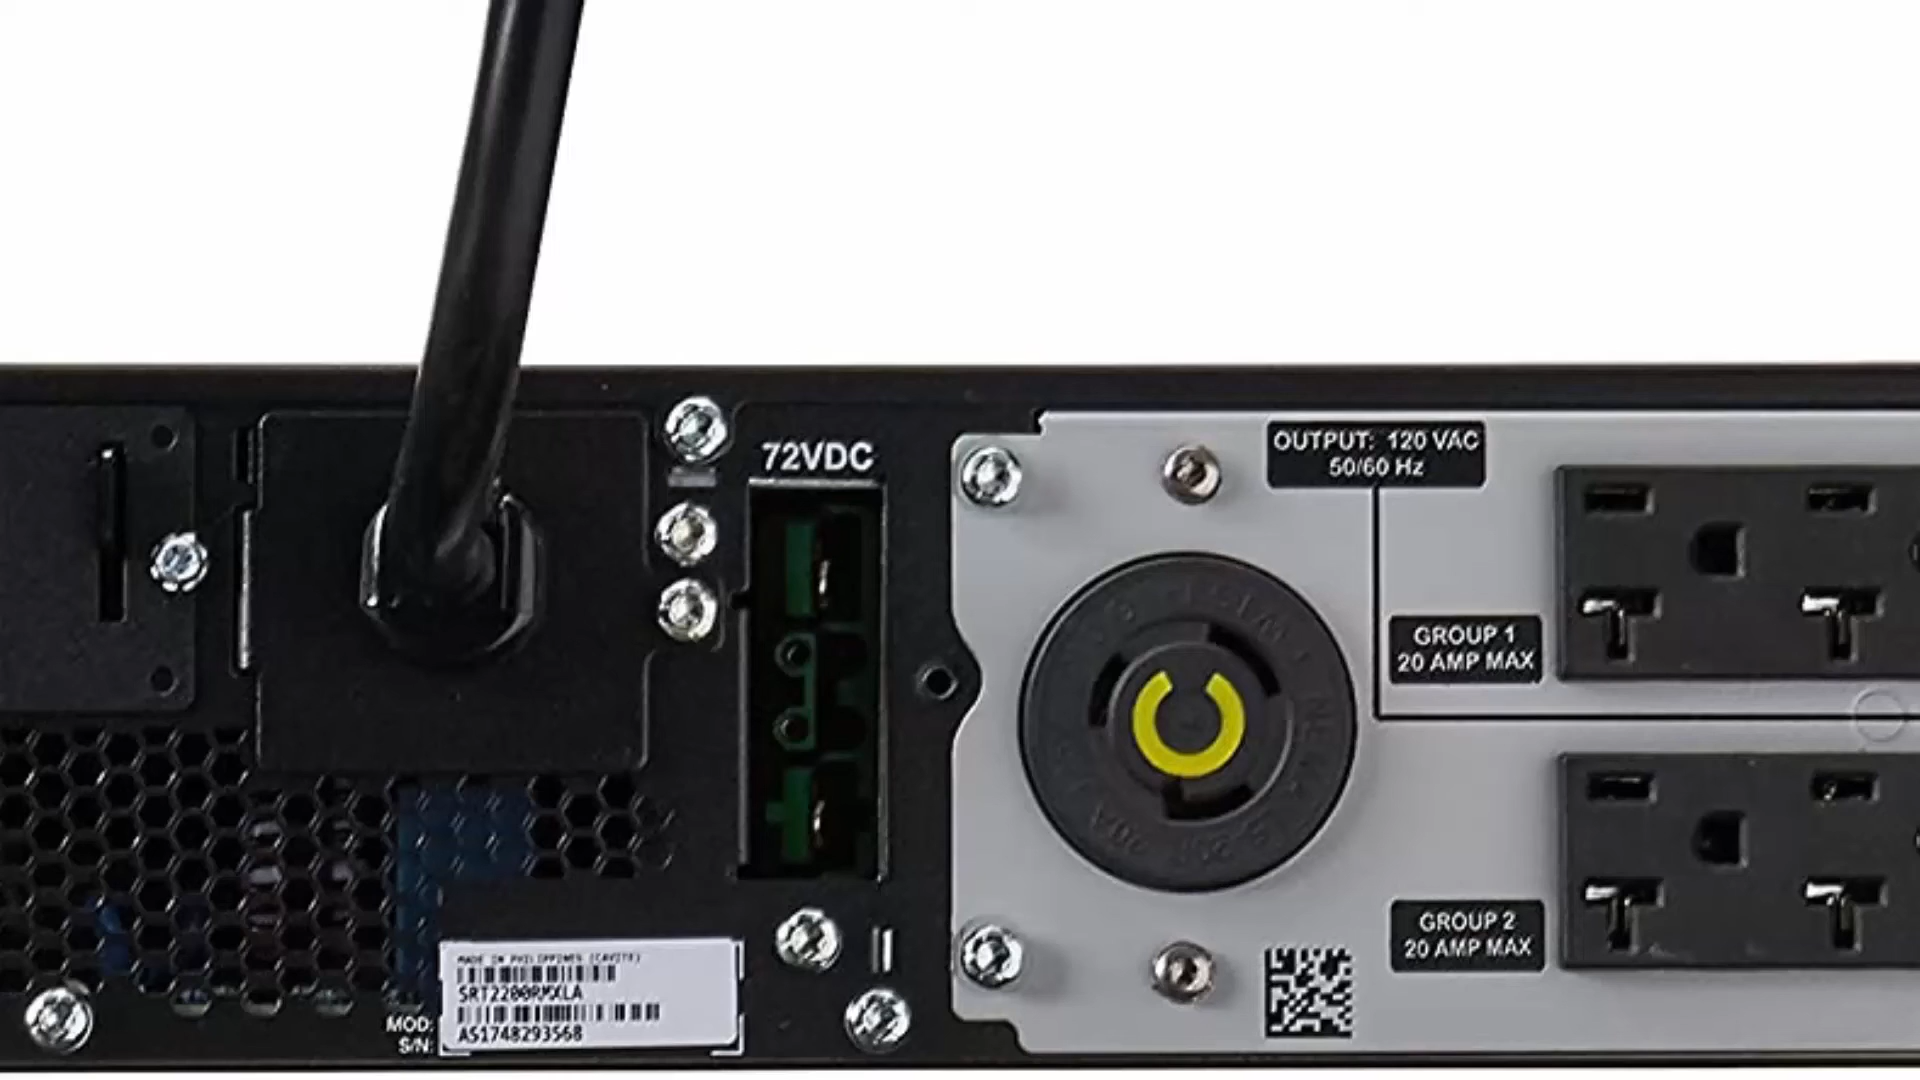 72VDC
OUTPUT: 120 VAC
50/60 Hz
GROUP 1
20 AMP MAX
GROUP 2
20 AMP MAX
MADE IN PHILIPPINES (CAVITE)
SRT2200RMXLA
MOD:
AS1748293568
S/N: